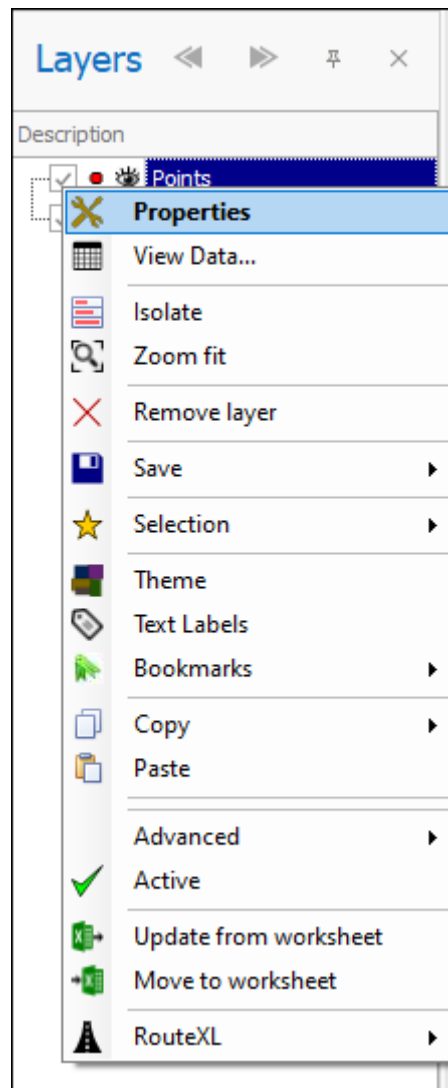 Layers
Description
Points
Properties
View Data...
Isolate
Zoom fit
Remove layer
Save
Selection
Theme
Text Labels
Bookmarks
Copy
Paste
Advanced
Active
Update from worksheet
Move to worksheet
RouteXL